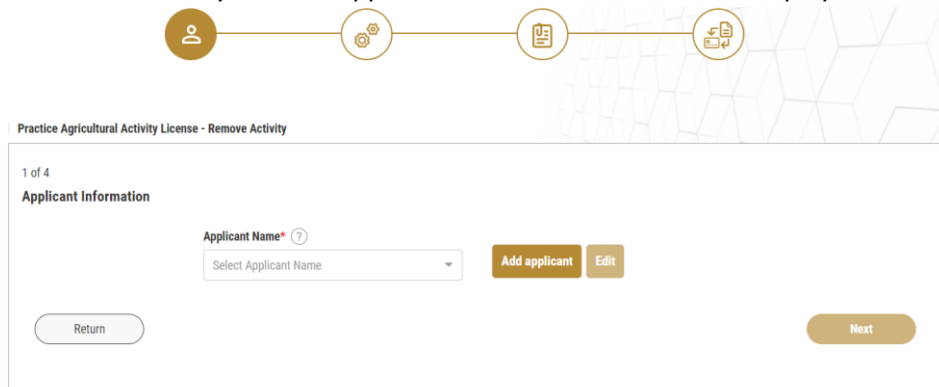 Practice Agricultural Activity License - Remove Activity
1 of 4
Applicant Information
Applicant Name* ?
Select Applicant Name
Add applicant Edit
Return Next